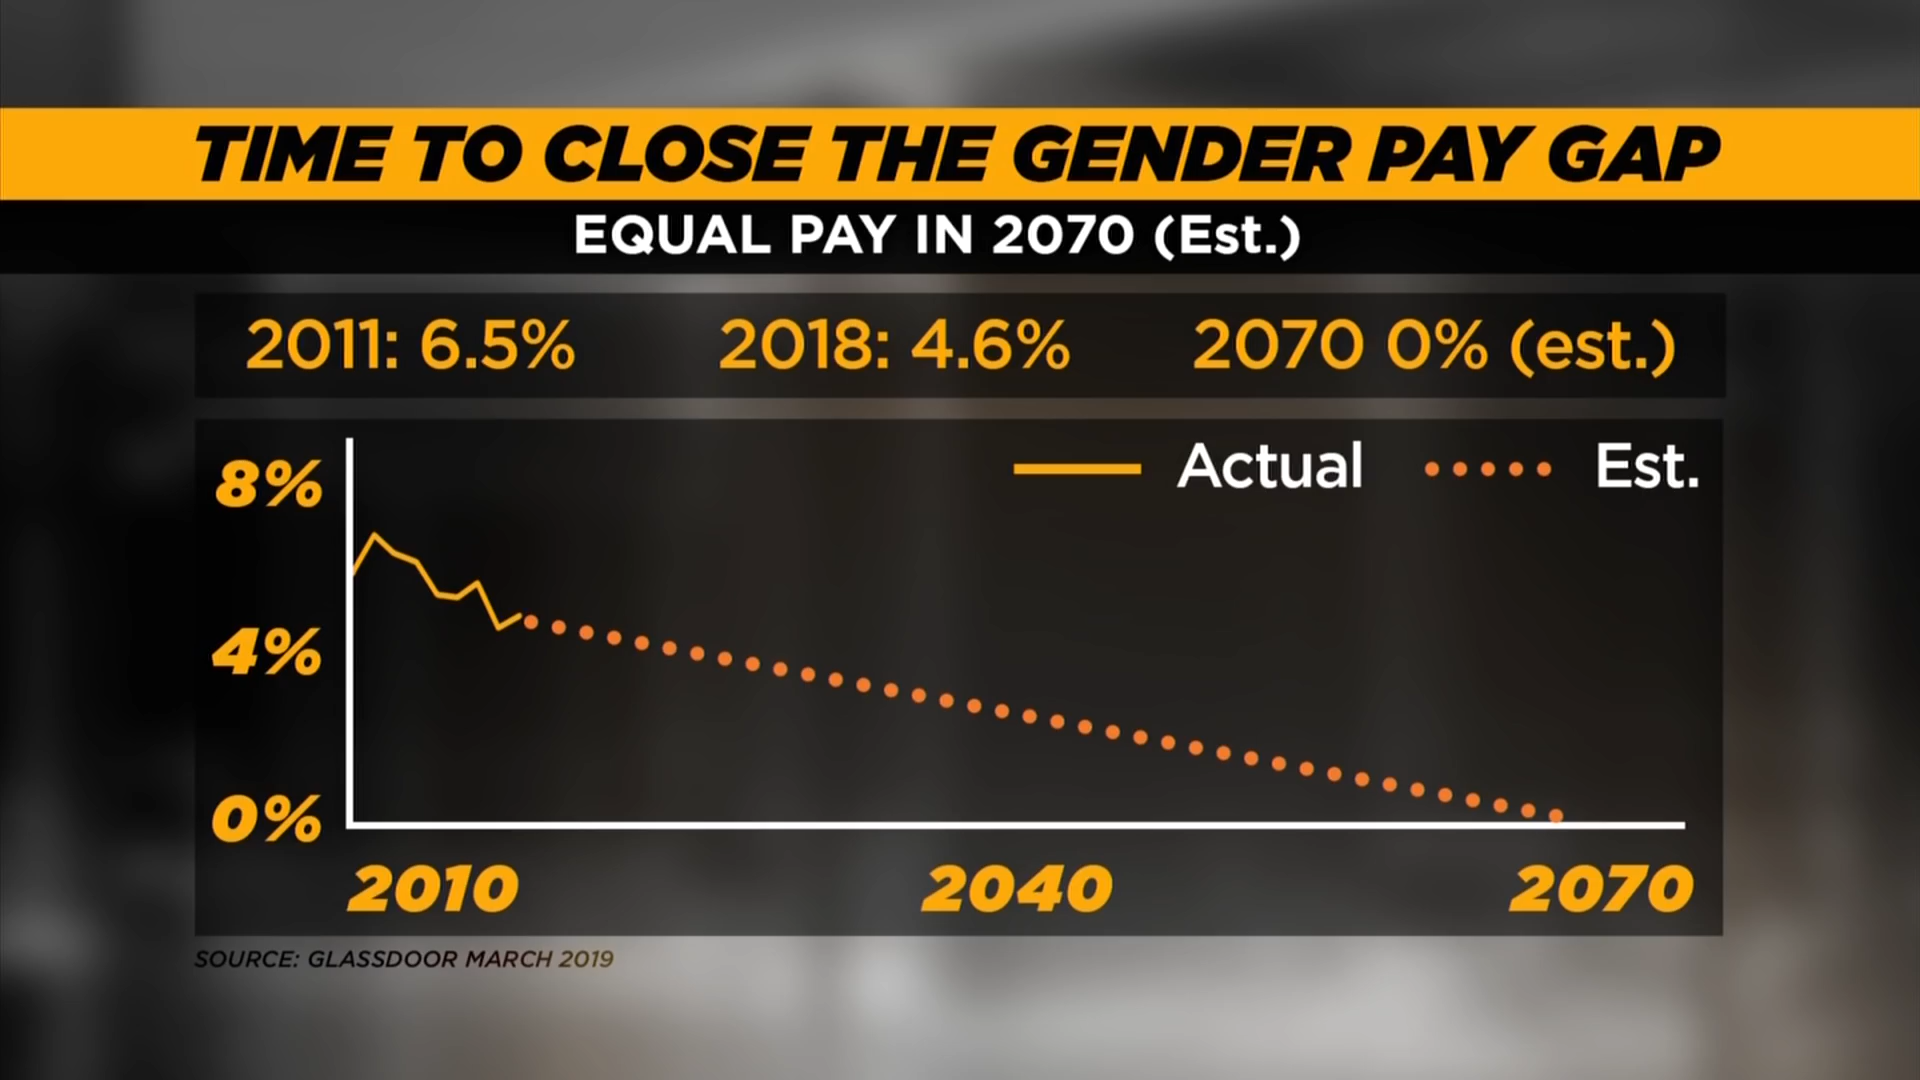 TIME TO CLOSE THE GENDER PAY GAP
EQUAL PAY IN 2070 (Est.)
2011: 6.5% 2018: 4.6% 2070 0% (est.)
Actual Est.
8%
4%
0%
2010 2040 2070
SOURCE: GLASSDOOR MARCH 2019